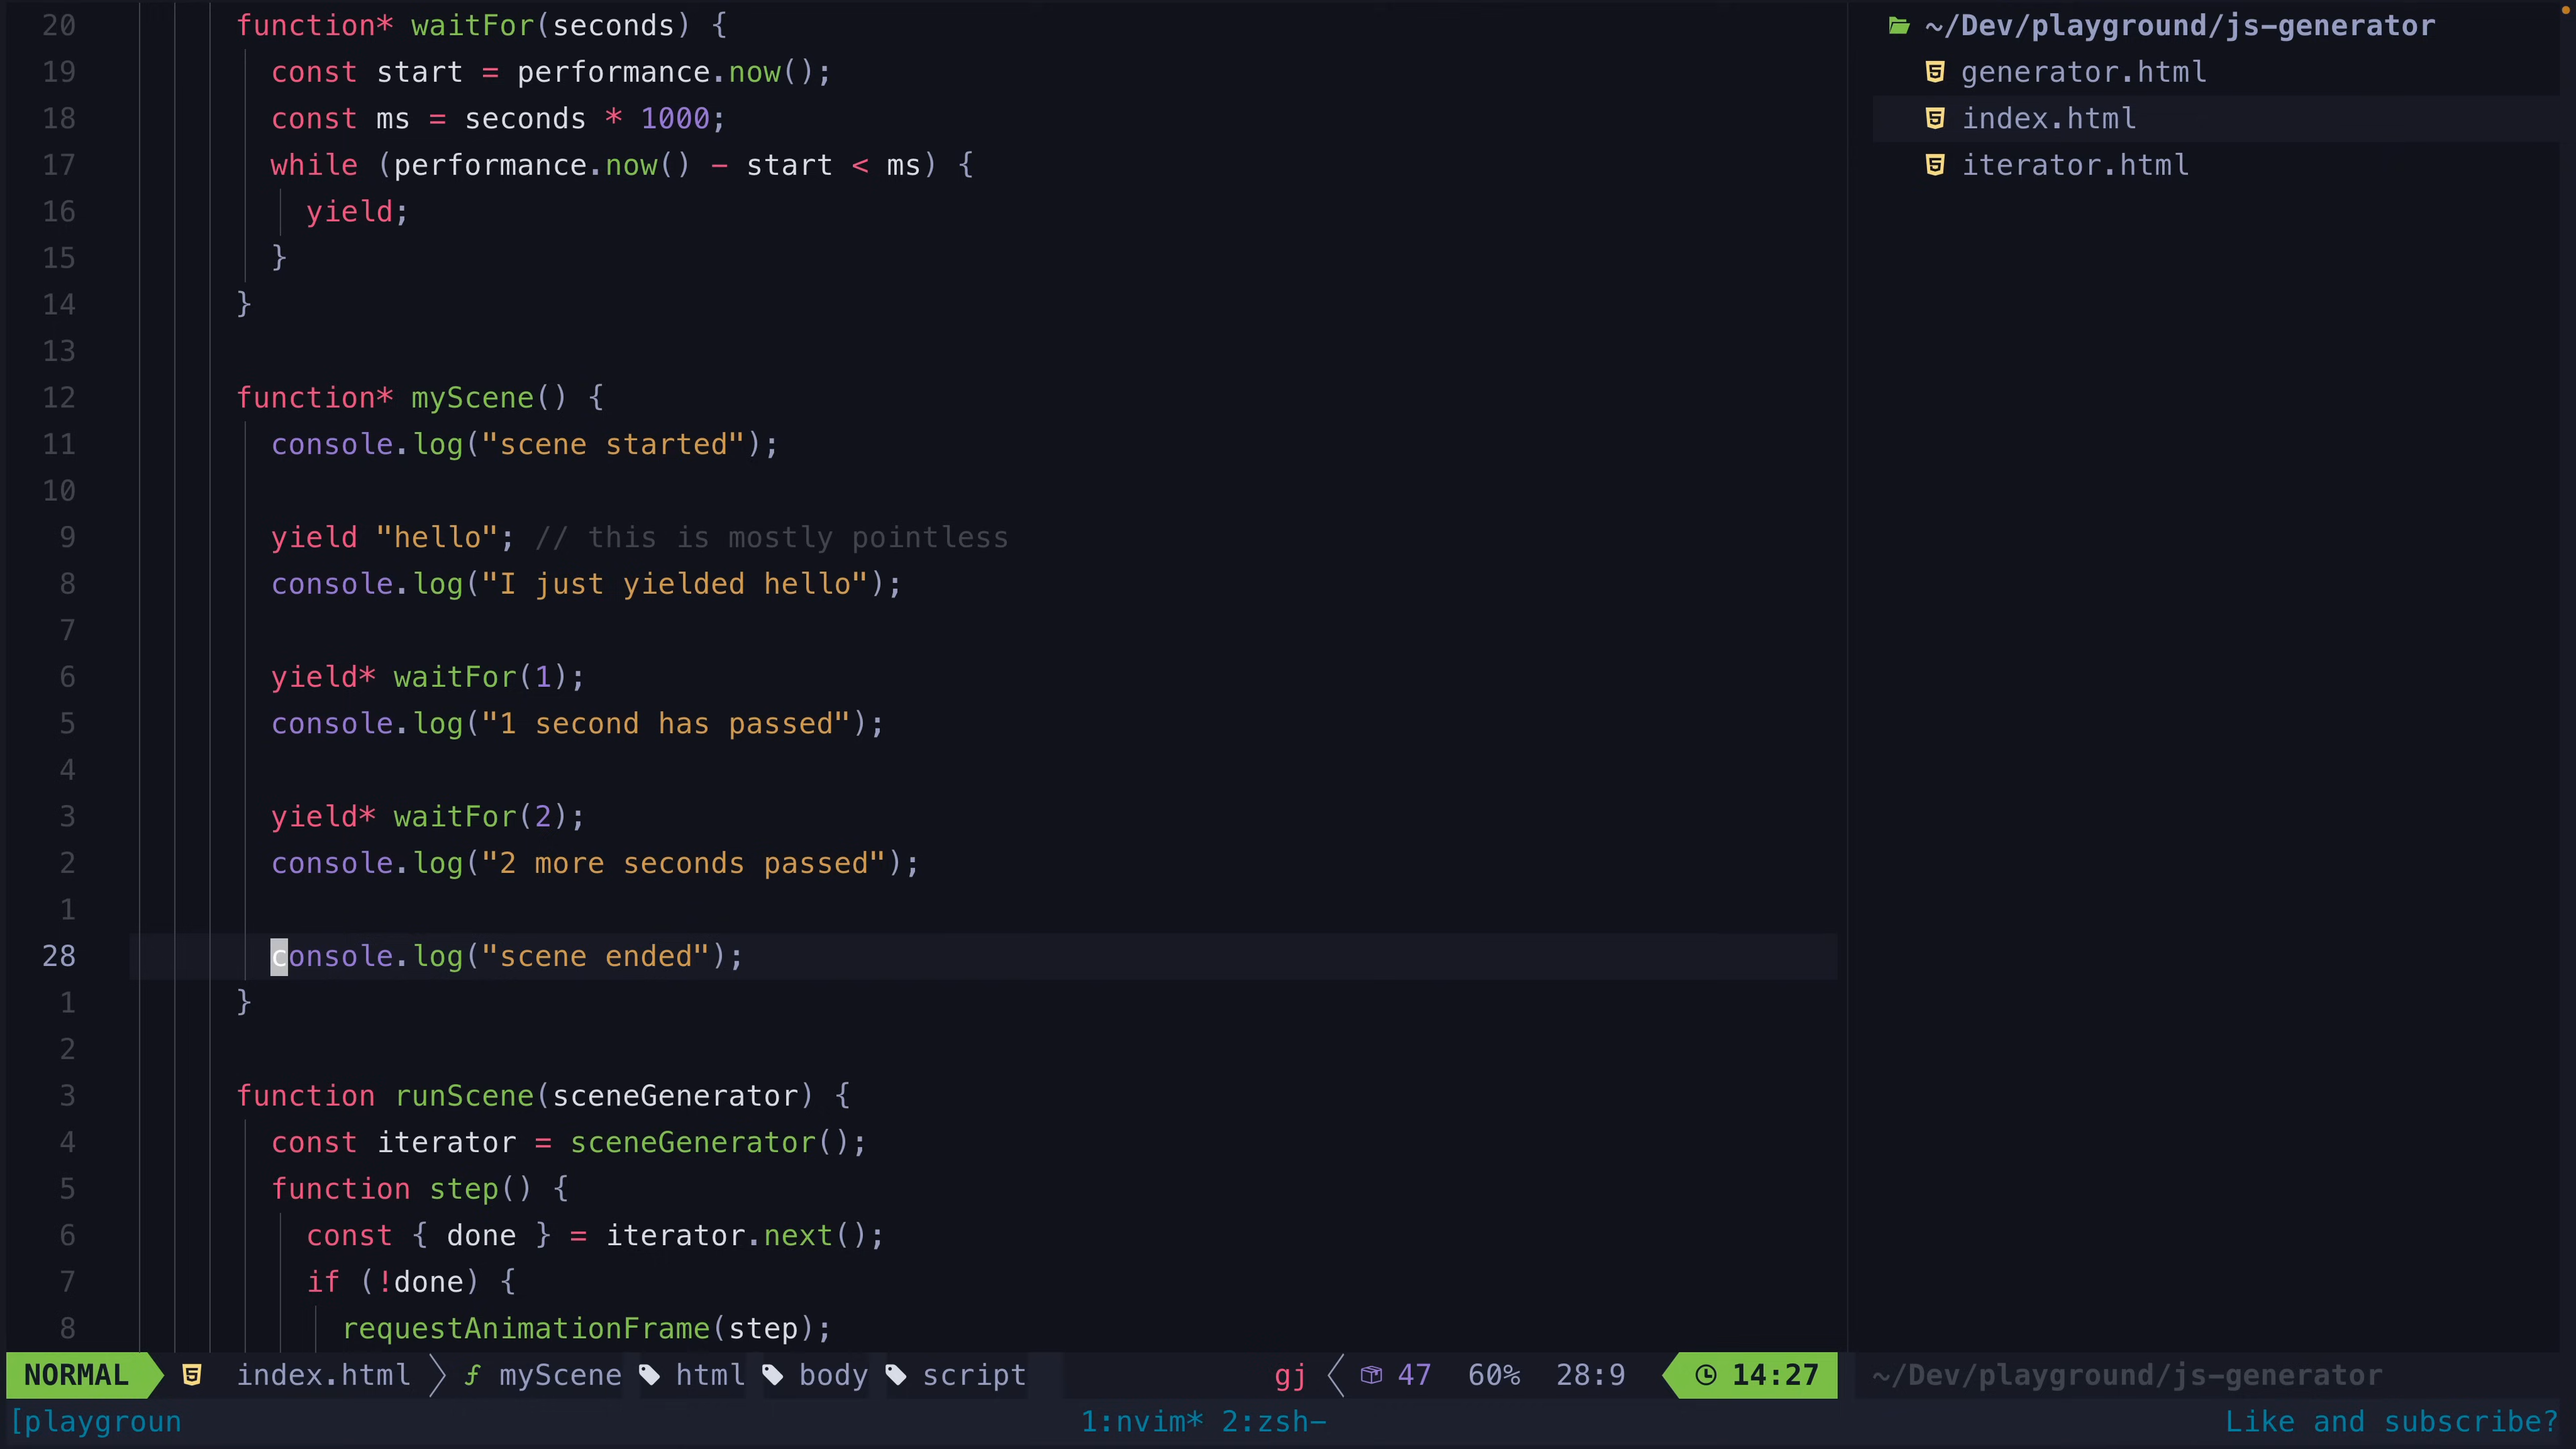 20 function* waitFor(seconds) {
19 const start = performance.now();
18 const ms = seconds * 1000;
17 while (performance.now() - start < ms) {
16 yield;
15 }
14 }
13
12 function* myScene() {
11 console.log("scene started");
10
9 yield "hello"; // this is mostly pointless
8 console.log("I just yielded hello");
7
6 yield* waitFor(1);
5 console.log("1 second has passed");
4
3 yield* waitFor(2);
2 console.log("2 more seconds passed");
1
28 console.log("scene ended");
1 }
2
3 function runScene(sceneGenerator) {
4 const iterator = sceneGenerator();
5 function step() {
6 const { done } = iterator.next();
7 if (!done) {
8 requestAnimationFrame(step);
~/Dev/playground/js-generator
generator.html
index.html
iterator.html
NORMAL index.html myScene html body script gj 47 60% 28:9 14:27 ~/Dev/playground/js-generator
[playgroun 1:nvim* 2:zsh- Like and subscribe?